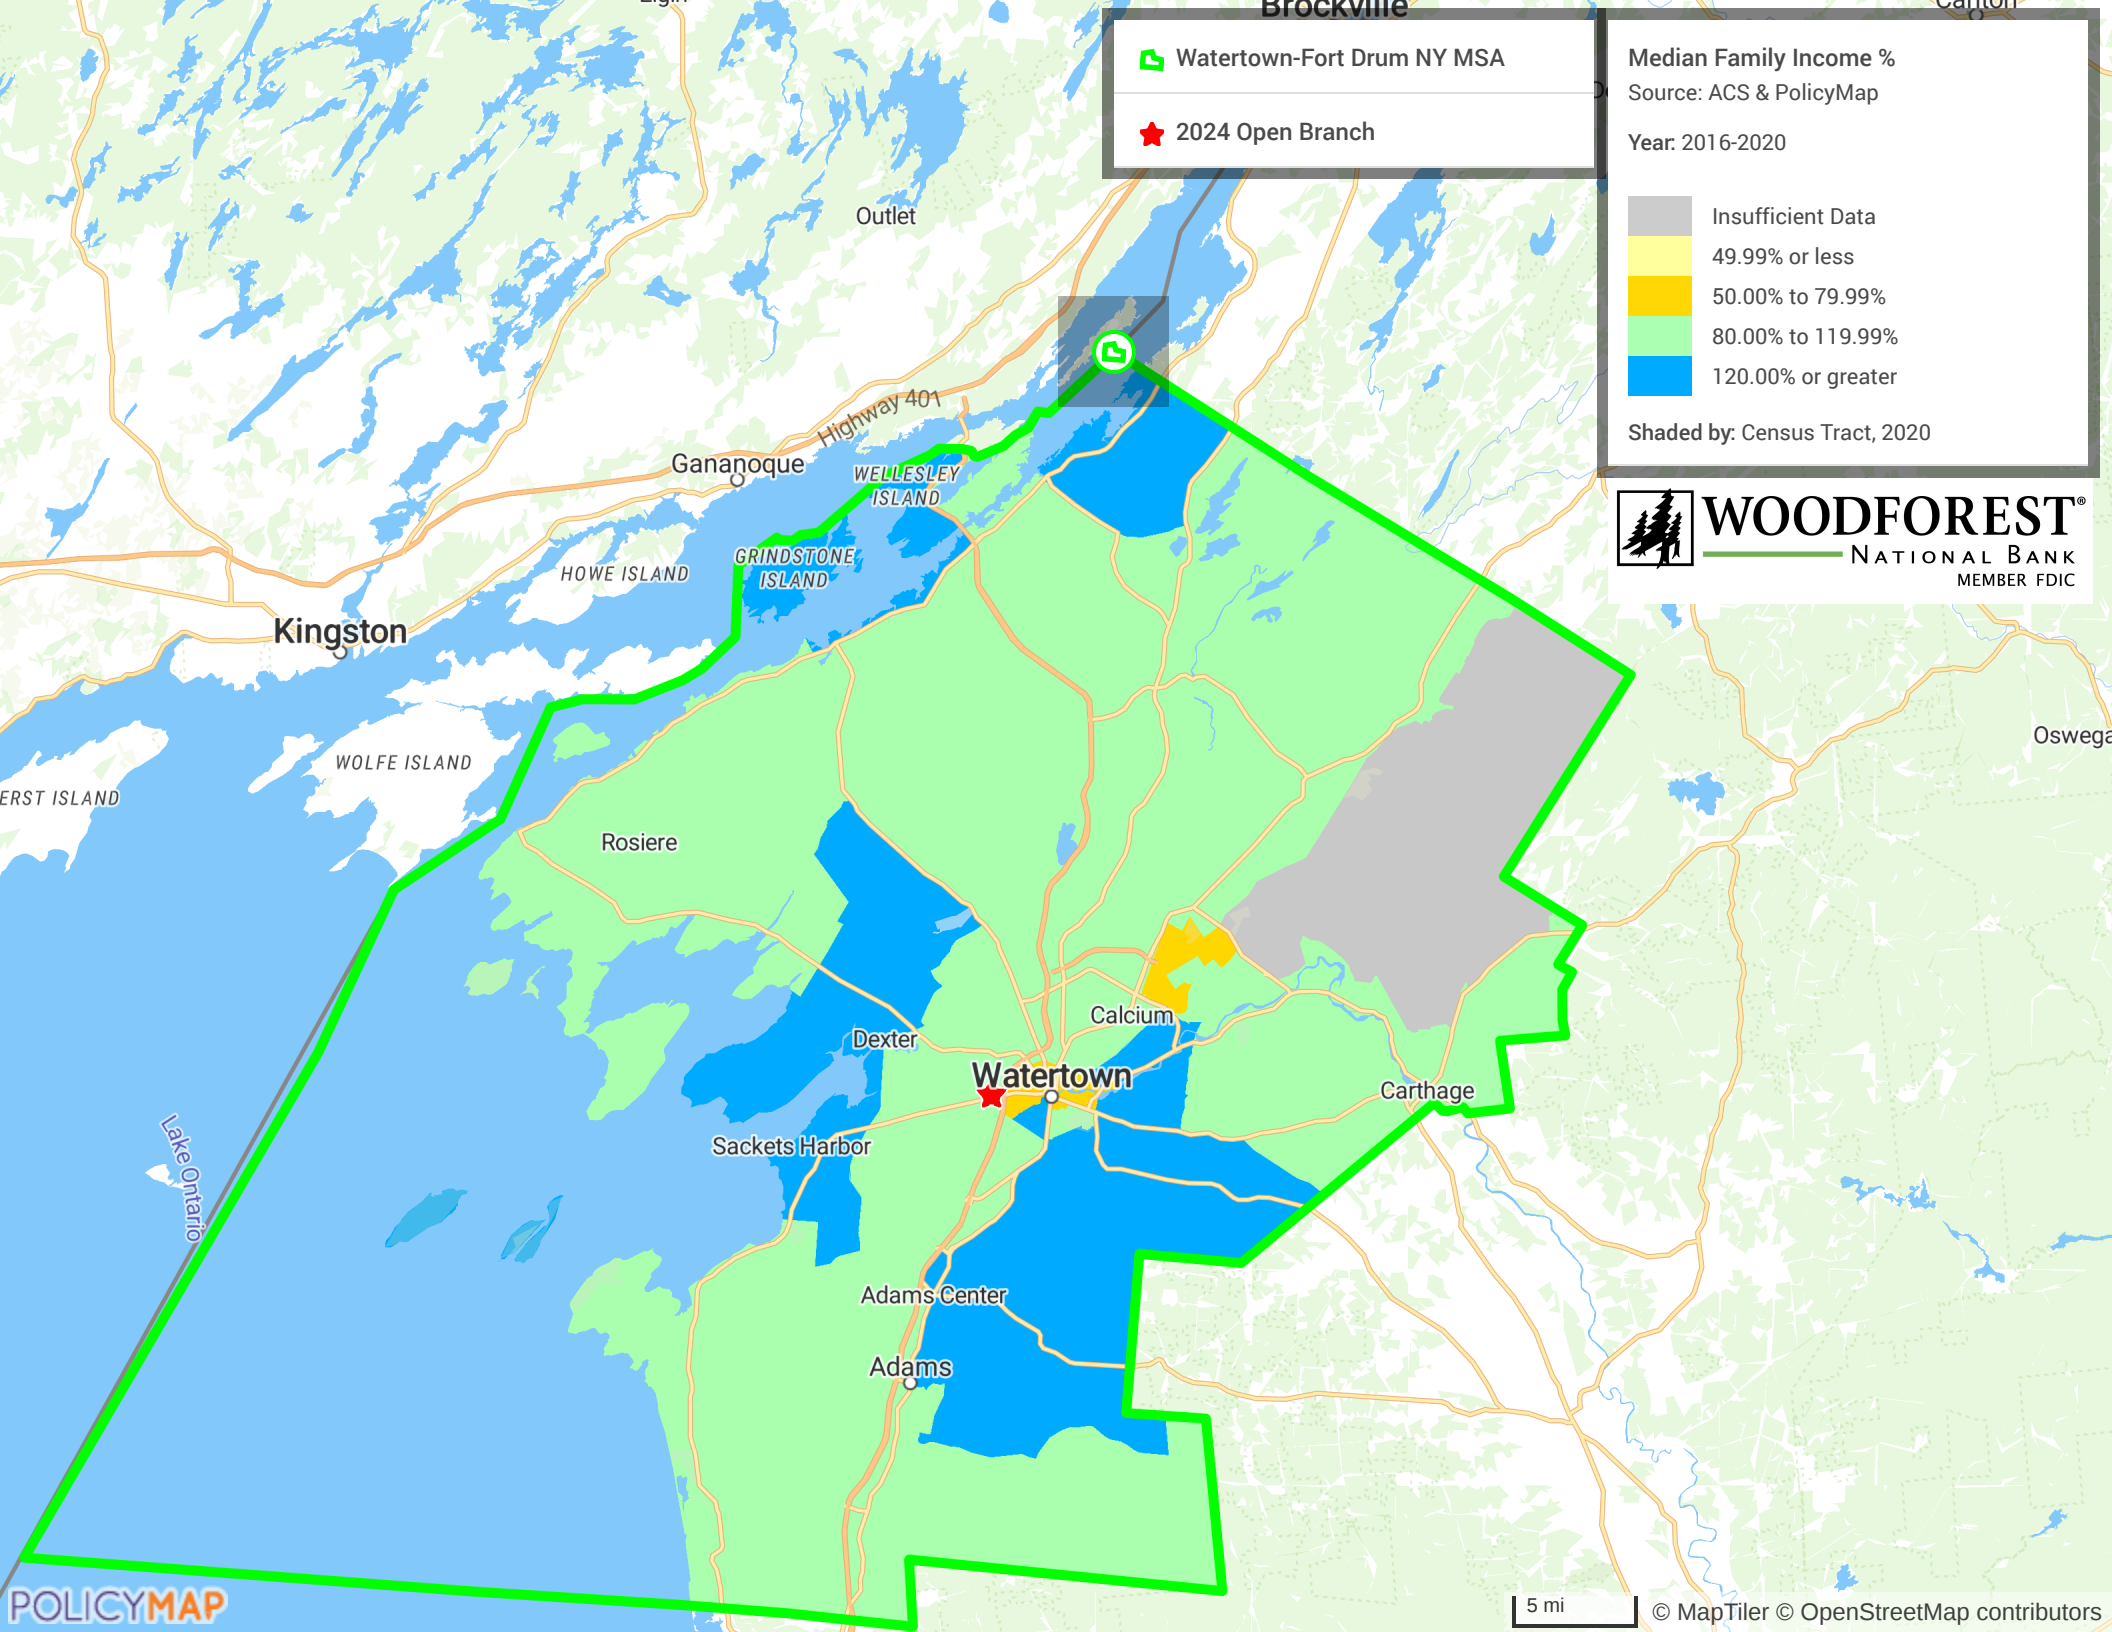 Brockville
Watertown-Fort Drum NY MSA
2024 Open Branch
Median Family Income %
Source: ACS & PolicyMap
Year: 2016-2020
Insufficient Data
49.99% or less
50.00% to 79.99%
80.00% to 119.99%
120.00% or greater
Shaded by: Census Tract, 2020
WOODFOREST®
NATIONAL BANK
MEMBER FDIC
Outlet
Highway 401
Gananoque
WELLESLEY
ISLAND
GRINDSTONE
ISLAND
HOWE ISLAND
Kingston
WOLFE ISLAND
ERST ISLAND
Oswega
Rosiere
Calcium
Dexter
Watertown
Carthage
Sackets Harbor
Lake Ontario
Adams Center
Adams
POLICYMAP
5 mi
© MapTiler © OpenStreetMap contributors